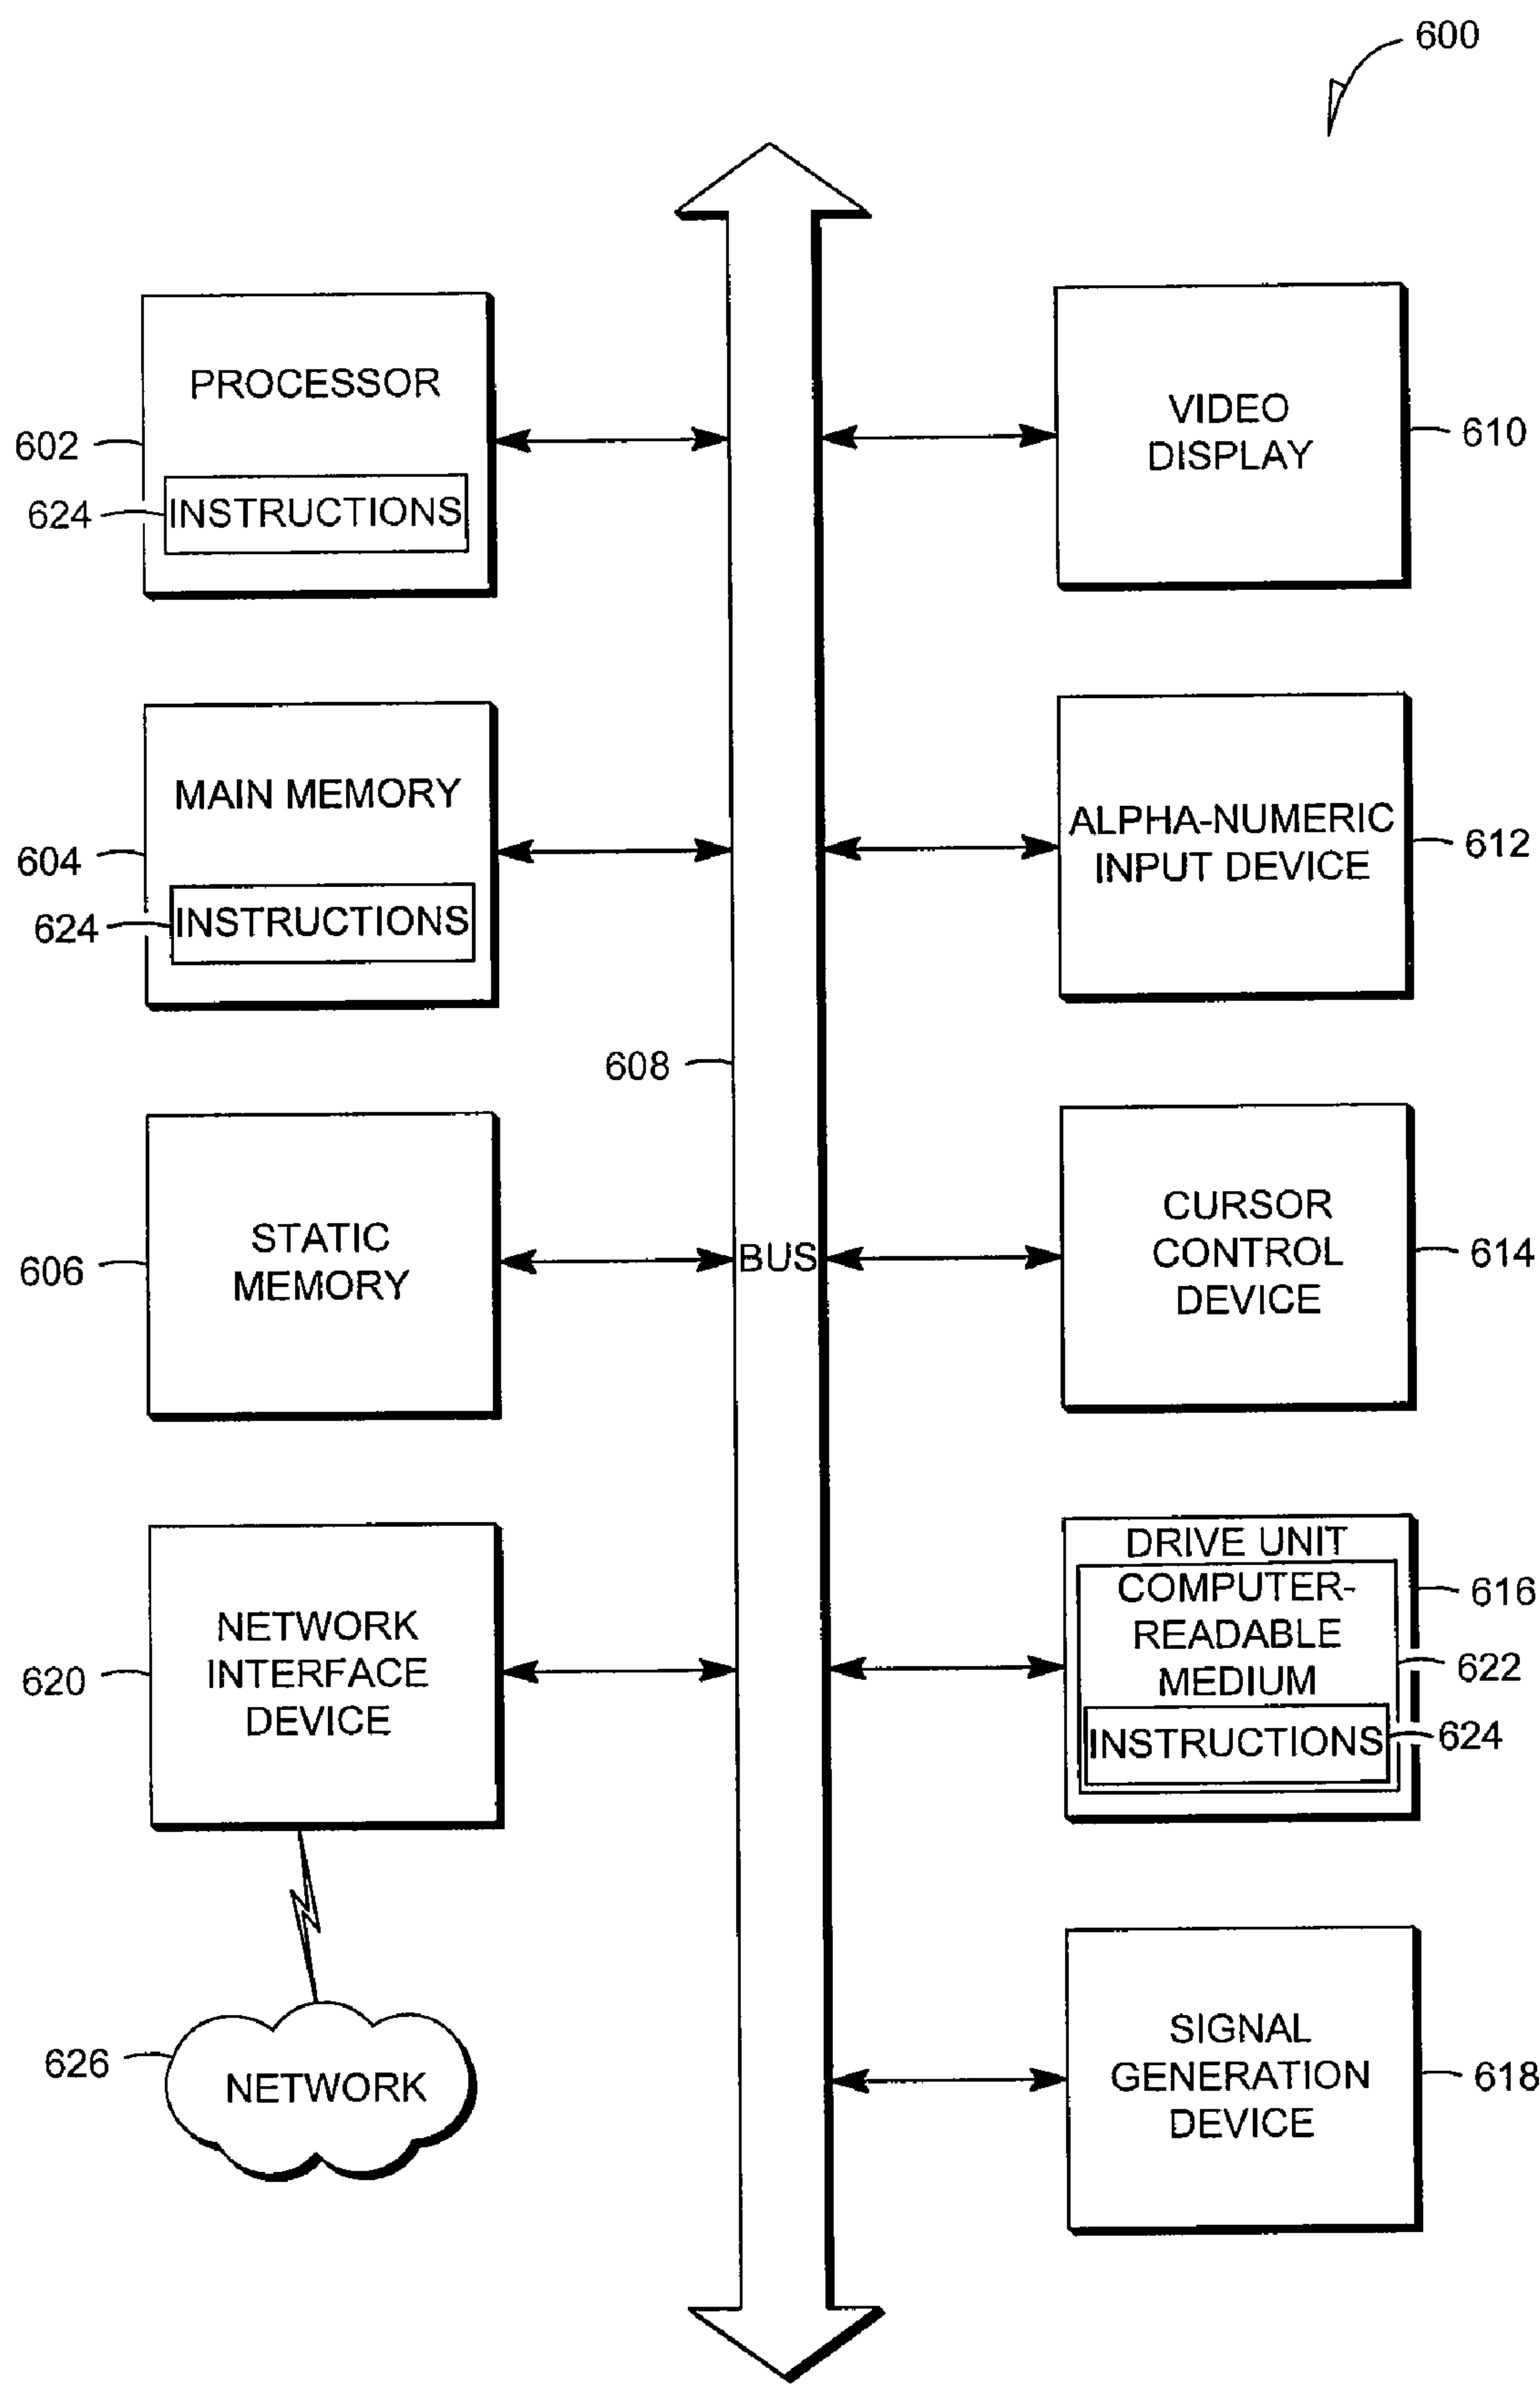 600
PROCESSOR
602
624
INSTRUCTIONS
VIDEO
DISPLAY
610
MAIN MEMORY
604
624
INSTRUCTIONS
ALPHA-NUMERIC
INPUT DEVICE
612
608
BUS
STATIC
MEMORY
606
CURSOR
CONTROL
DEVICE
614
NETWORK
INTERFACE
DEVICE
620
DRIVE UNIT
COMPUTER-
READABLE
MEDIUM
INSTRUCTIONS
616
622
624
626
NETWORK
SIGNAL
GENERATION
DEVICE
618